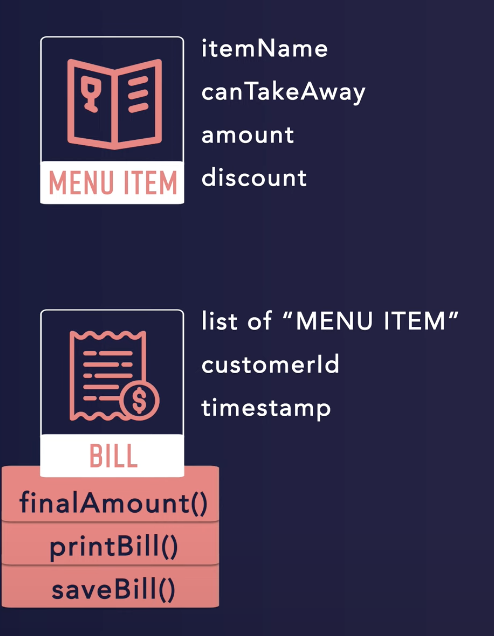 itemName
canTakeAway
amount
discount
MENU ITEM
list of “MENU ITEM”
customerId
timestamp
$
BILL
finalAmount()
printBill()
saveBill()